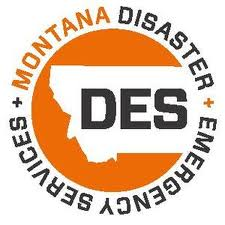 MONTANA DISASTER + EMERGENCY SERVICES +
DES